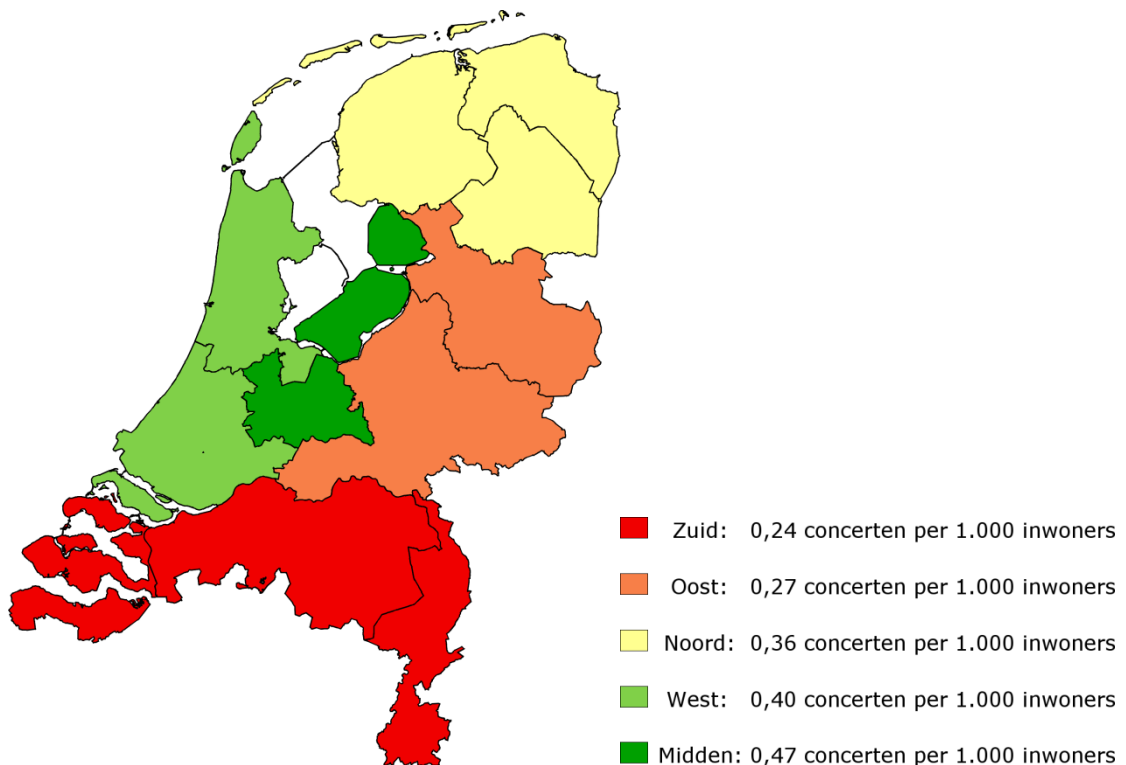 Zuid: 0,24 concerten per 1.000 inwoners
Oost: 0,27 concerten per 1.000 inwoners
Noord: 0,36 concerten per 1.000 inwoners
West: 0,40 concerten per 1.000 inwoners
Midden: 0,47 concerten per 1.000 inwoners